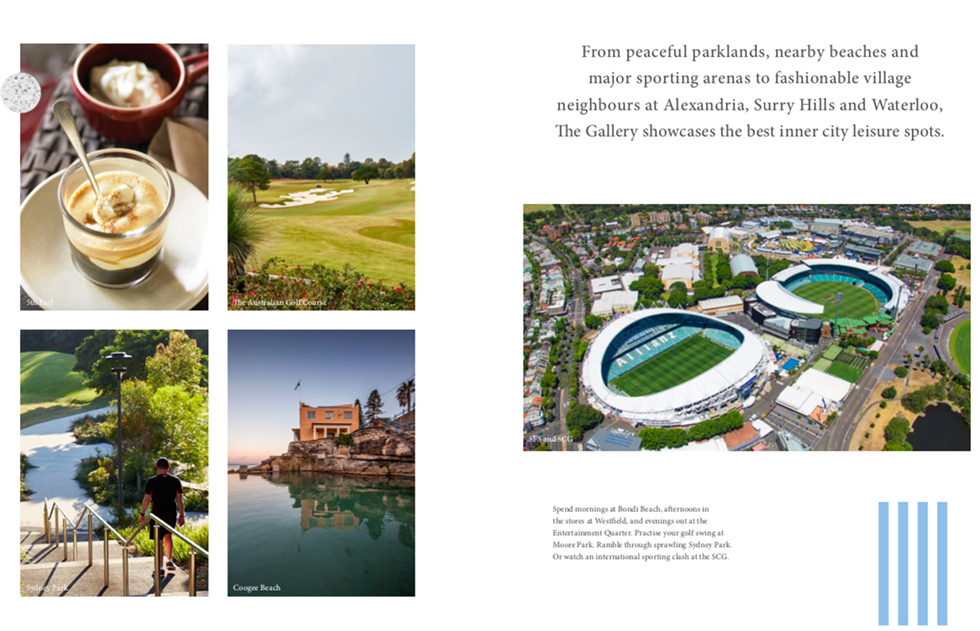 From peaceful parklands, nearby beaches and
major sporting arenas to fashionable village
neighbours at Alexandria, Surry Hills and Waterloo,
The Gallery showcases the best inner city leisure spots.
5th Earl
The Australian Golf Course
Allianz
SFS and SCG
Sydney Park
Coogee Beach
Spend mornings at Bondi Beach, afternoons in
the stores at Westfield, and evenings out at the
Entertainment Quarter. Practise your golf swing at
Moore Park. Ramble through sprawling Sydney Park.
Or watch an international sporting clash at the SCG.